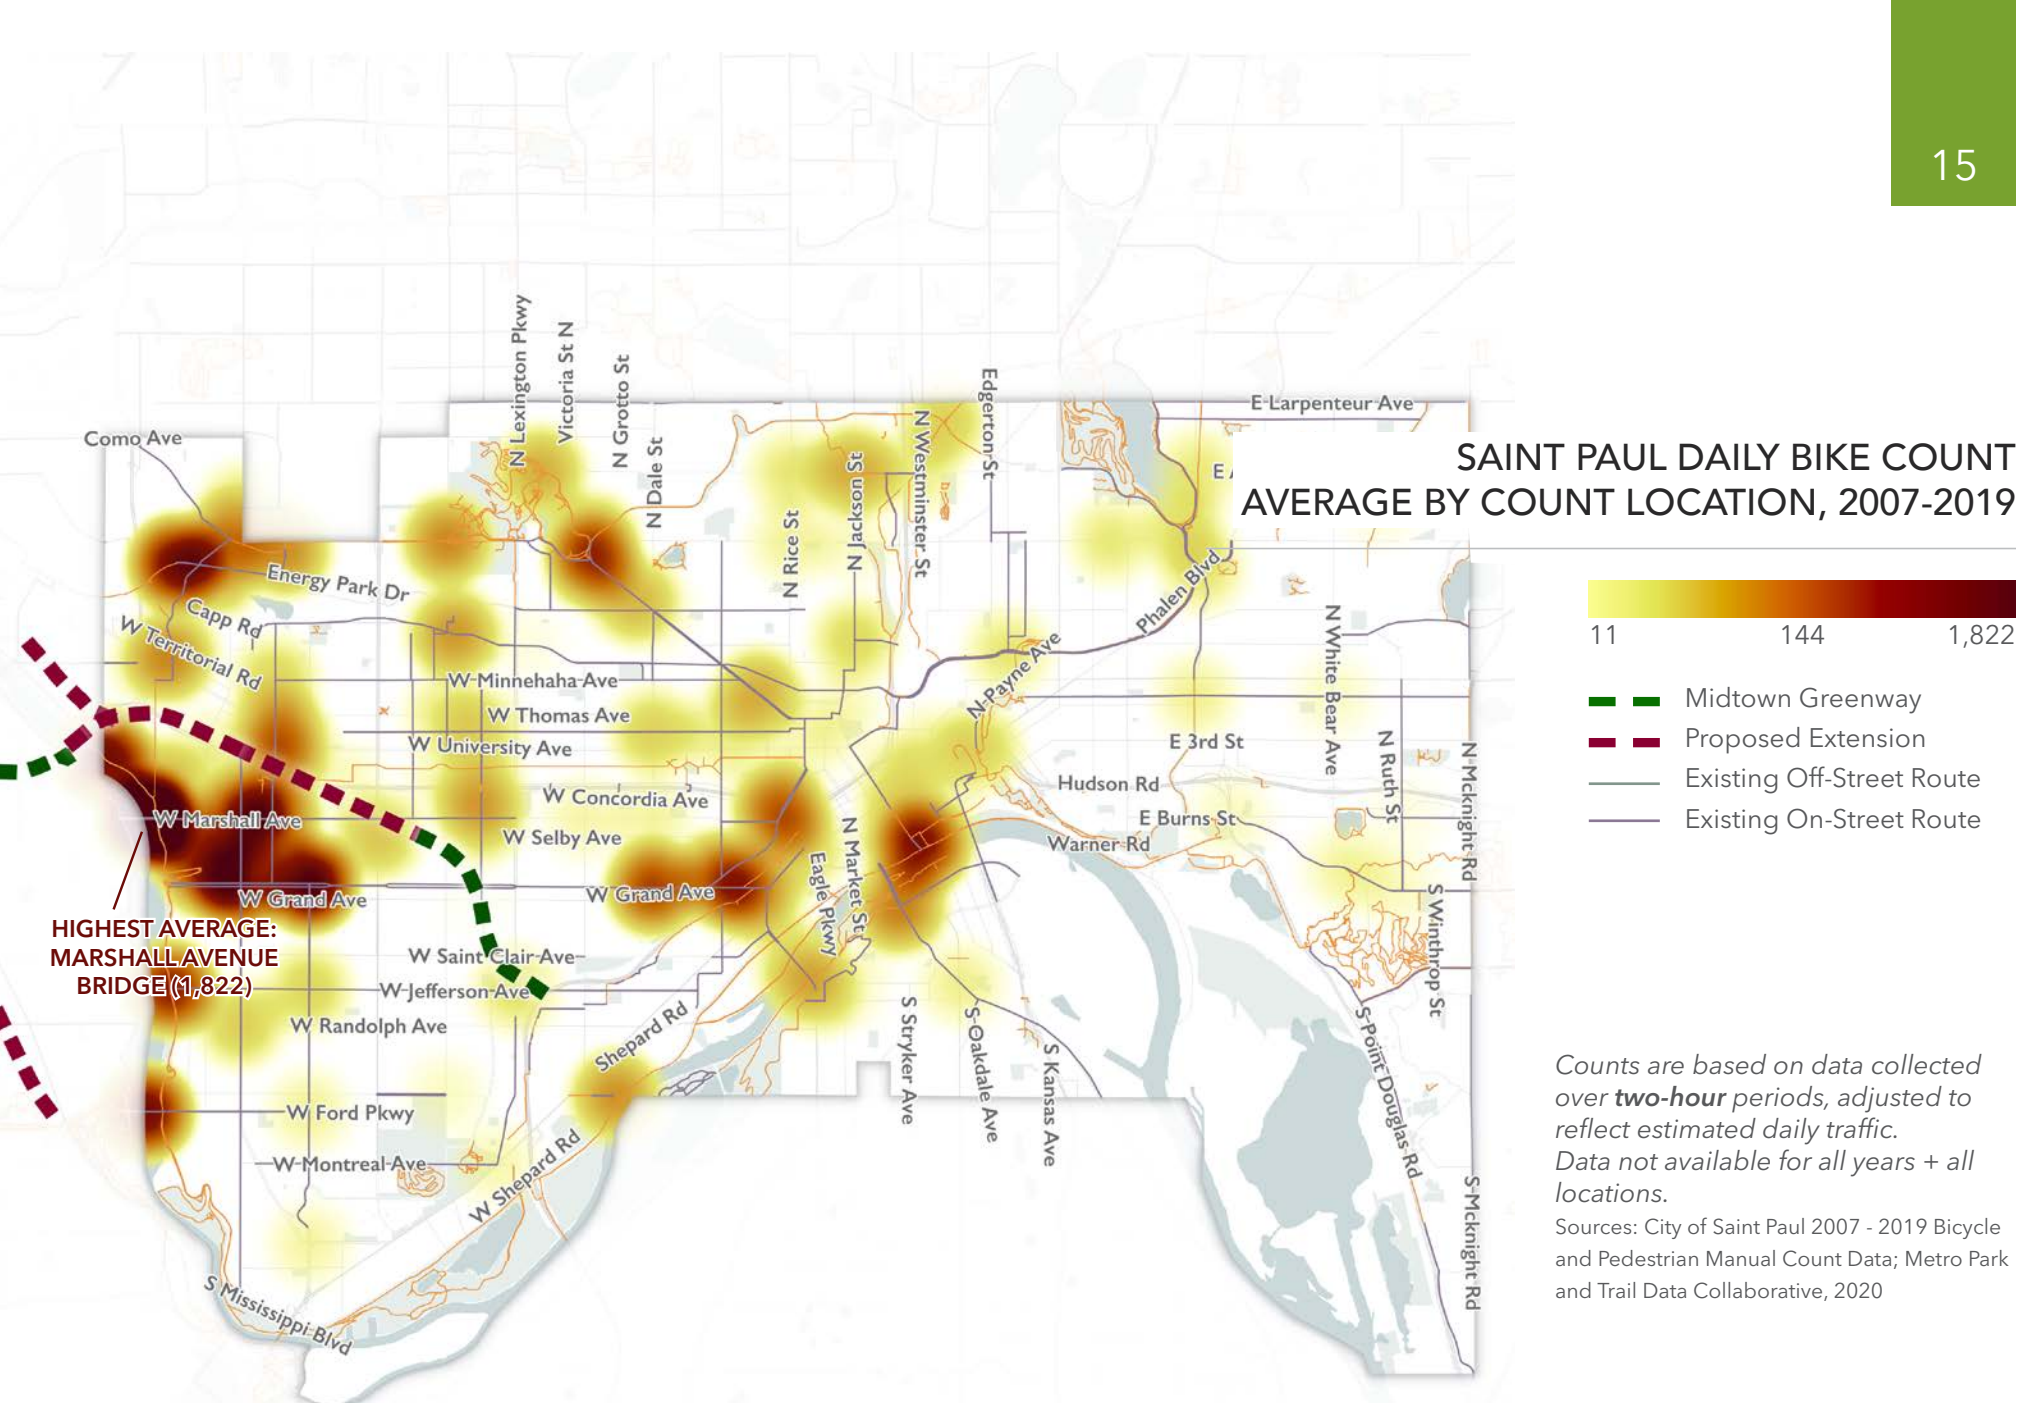 15
N Lexington Pkwy
Victoria St N
N Grotto St
N Dale St
Edgerton St
E Larpenteur Ave
Como Ave
N Westminster St
N Jackson St
N Rice St
SAINT PAUL DAILY BIKE COUNT
AVERAGE BY COUNT LOCATION, 2007-2019
Energy Park Dr
Capp Rd
W Territorial Rd
Phalen Blvd
N Payne Ave
N White Bear Ave
11
144
1,822
W Minnehaha Ave
W Thomas Ave
W University Ave
E 3rd St
N Ruth St
N Mcknight Rd
Midtown Greenway
Proposed Extension
Existing Off-Street Route
Existing On-Street Route
Hudson Rd
W Concordia Ave
W Marshall Ave
W Selby Ave
E Burns St
Warner Rd
N Market St
Eagle Pkwy
W Grand Ave
W Grand Ave
HIGHEST AVERAGE:
MARSHALL AVENUE
BRIDGE (1,822)
W Saint Clair Ave
W Jefferson Ave
W Randolph Ave
Shepard Rd
S Stryker Ave
S Oakdale Ave
S Kansas Ave
S Winthrop St
S Point Douglas Rd
W Ford Pkwy
W Montreal Ave
W Shepard Rd
S Mcknight Rd
S Mississippi Blvd
Counts are based on data collected
over two-hour periods, adjusted to
reflect estimated daily traffic.
Data not available for all years + all
locations.
Sources: City of Saint Paul 2007 - 2019 Bicycle
and Pedestrian Manual Count Data; Metro Park
and Trail Data Collaborative, 2020